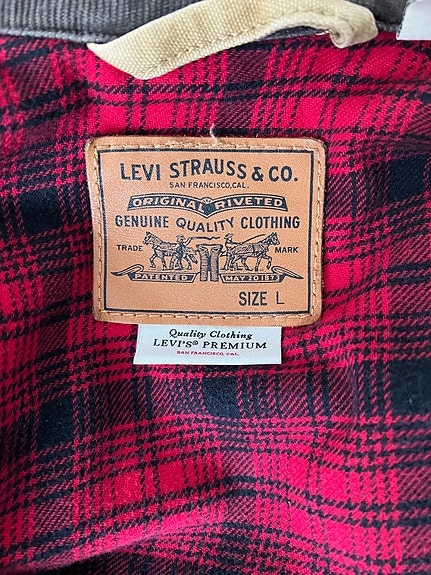 LEVI STRAUSS & CO.
SAN FRANCISCO, CAL.
ORIGINAL RIVETED
GENUINE QUALITY CLOTHING
TRADE MARK
PATENTED MAY 20 1873
SIZE L
Quality Clothing
LEVI'S® PREMIUM
SAN FRANCISCO, CAL.